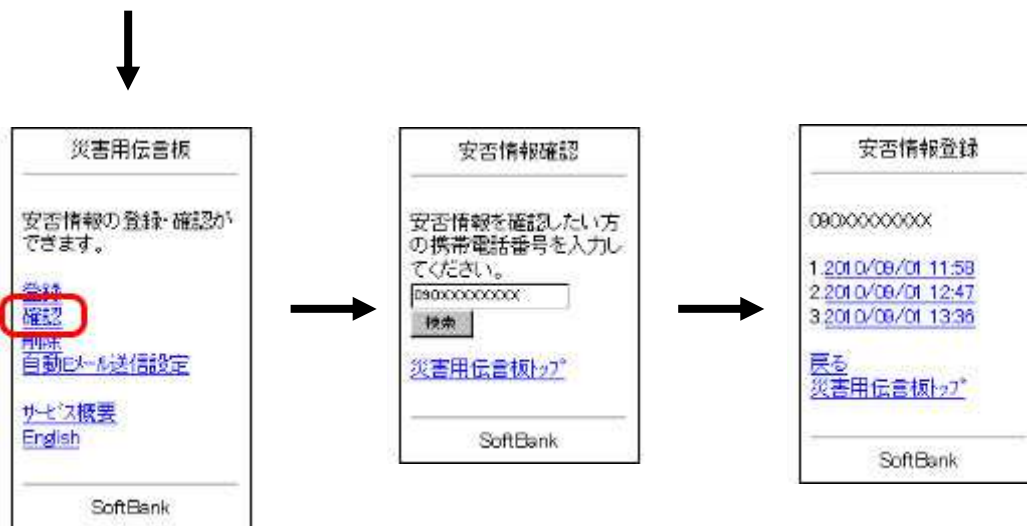 災害用伝言板
安否情報の登録・確認が
できます。
登録
確認
削除
自動Eメール送信設定
サービス概要
English
SoftBank
安否情報確認
安否情報を確認したい方
の携帯電話番号を入力し
てください。
090XXXXXXXX
検索
災害用伝言板トップ
SoftBank
安否情報登録
090XXXXXXXX
1.2010/09/01 11:58
2.2010/09/01 12:47
3.2010/09/01 13:36
戻る
災害用伝言板トップ
SoftBank